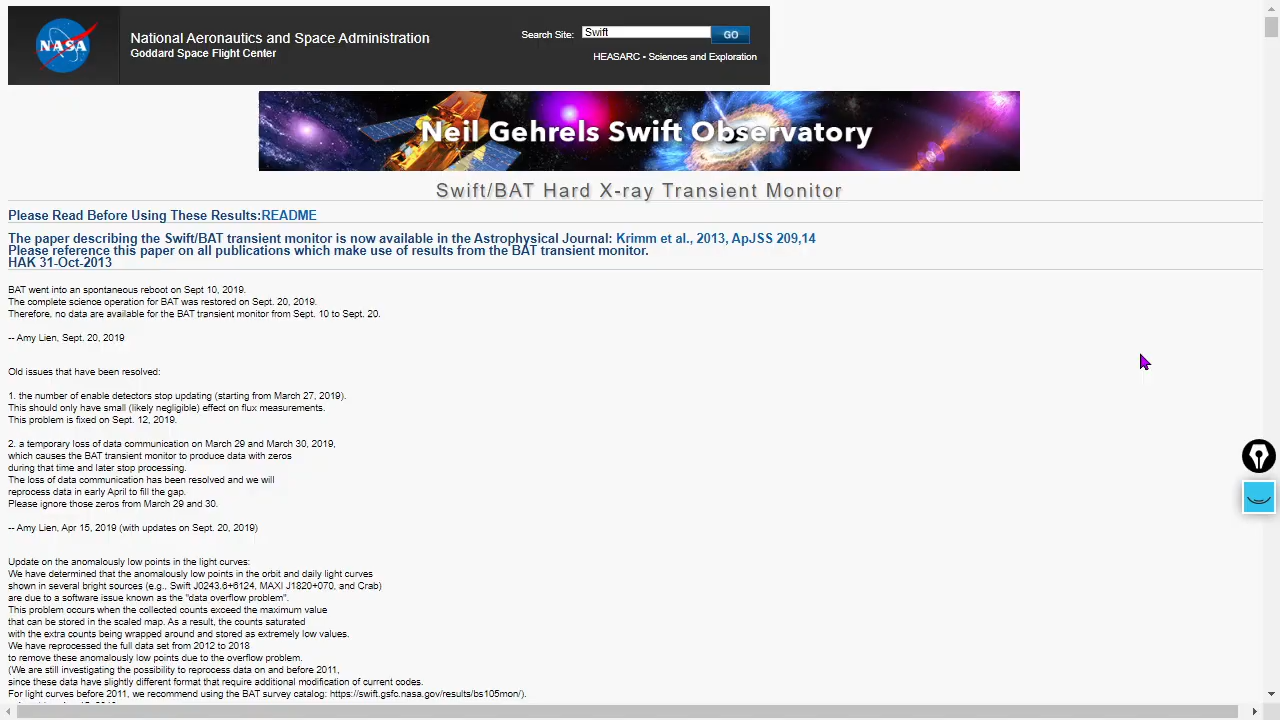 NASA
National Aeronautics and Space Administration
Goddard Space Flight Center
Search Site: Swift GO
HEASARC • Sciences and Exploration
Neil Gehrels Swift Observatory
Swift/BAT Hard X-ray Transient Monitor
Please Read Before Using These Results:README
The paper describing the Swift/BAT transient monitor is now available in the Astrophysical Journal: Krimm et al., 2013, ApJSS 209,14
Please reference this paper on all publications which make use of results from the BAT transient monitor.
HAK 31-Oct-2013
BAT went into an spontaneous reboot on Sept 10, 2019.
The complete science operation for BAT was restored on Sept. 20, 2019.
Therefore, no data are available for the BAT transient monitor from Sept. 10 to Sept. 20.
-- Amy Lien, Sept. 20, 2019
Old issues that have been resolved:
1. the number of enable detectors stop updating (starting from March 27, 2019).
This should only have small (likely negligible) effect on flux measurements.
This problem is fixed on Sept. 12, 2019.
2. a temporary loss of data communication on March 29 and March 30, 2019,
which causes the BAT transient monitor to produce data with zeros
during that time and later stop processing.
The loss of data communication has been resolved and we will
reprocess data in early April to fill the gap.
Please ignore those zeros from March 29 and 30.
-- Amy Lien, Apr 15, 2019 (with updates on Sept. 20, 2019)
Update on the anomalously low points in the light curves:
We have determined that the anomalously low points in the orbit and daily light curves
shown in several bright sources (e.g., Swift J0243.6+6124, MAXI J1820+070, and Crab)
are due to a software issue known as the "data overflow problem".
This problem occurs when the collected counts exceed the maximum value
that can be stored in the scaled map. As a result, the counts saturated
with the extra counts being wrapped around and stored as extremely low values.
We have reprocessed the full data set from 2012 to 2018
to remove these anomalously low points due to the overflow problem.
(We are still investigating the possibility to reprocess data on and before 2011,
since these data have slightly different format that require additional modification of current codes.
For light curves before 2011, we recommend using the BAT survey catalog: https://swift.gsfc.nasa.gov/results/bs105mon/).